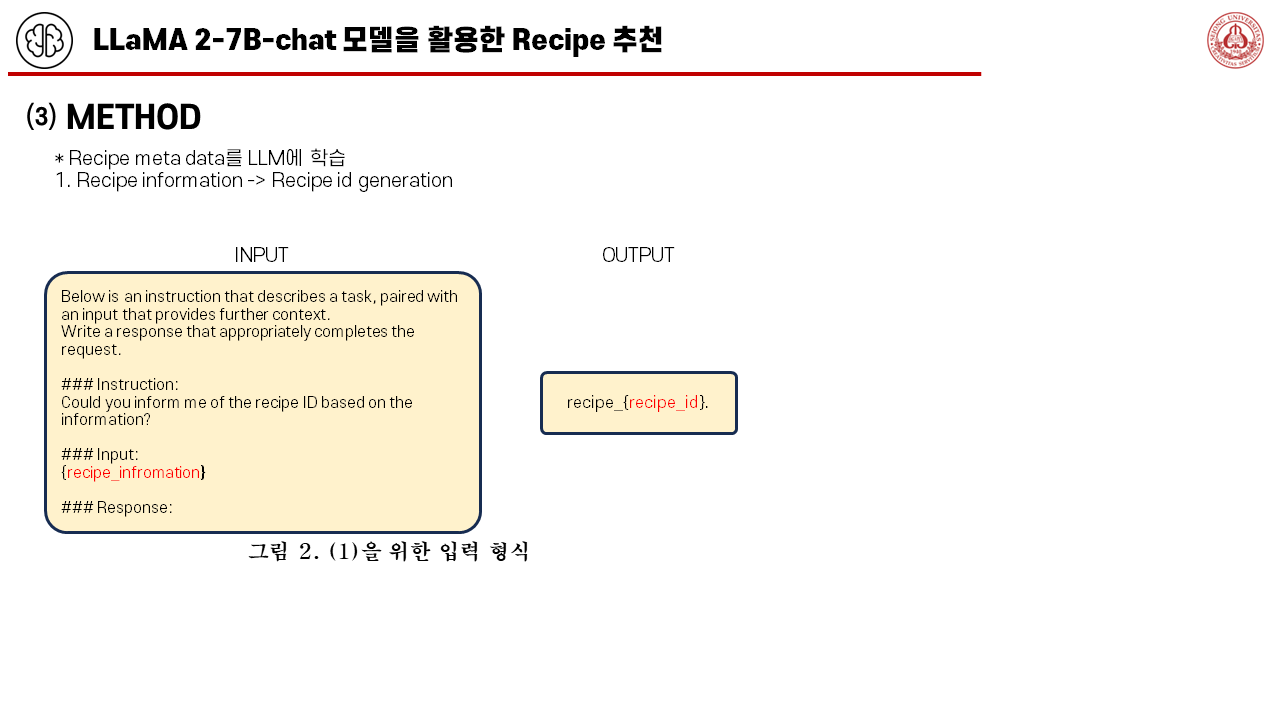 LLaMA 2-7B-chat 모델을 활용한 Recipe 추천
(3) METHOD
* Recipe meta data를 LLM에 학습
1. Recipe information -> Recipe id generation
INPUT
OUTPUT
Below is an instruction that describes a task, paired with
an input that provides further context.
Write a response that appropriately completes the
request.
### Instruction:
Could you inform me of the recipe ID based on the
information?
### Input:
{recipe_infromation}
### Response:
recipe_{recipe_id}.
그림 2. (1)을 위한 입력 형식